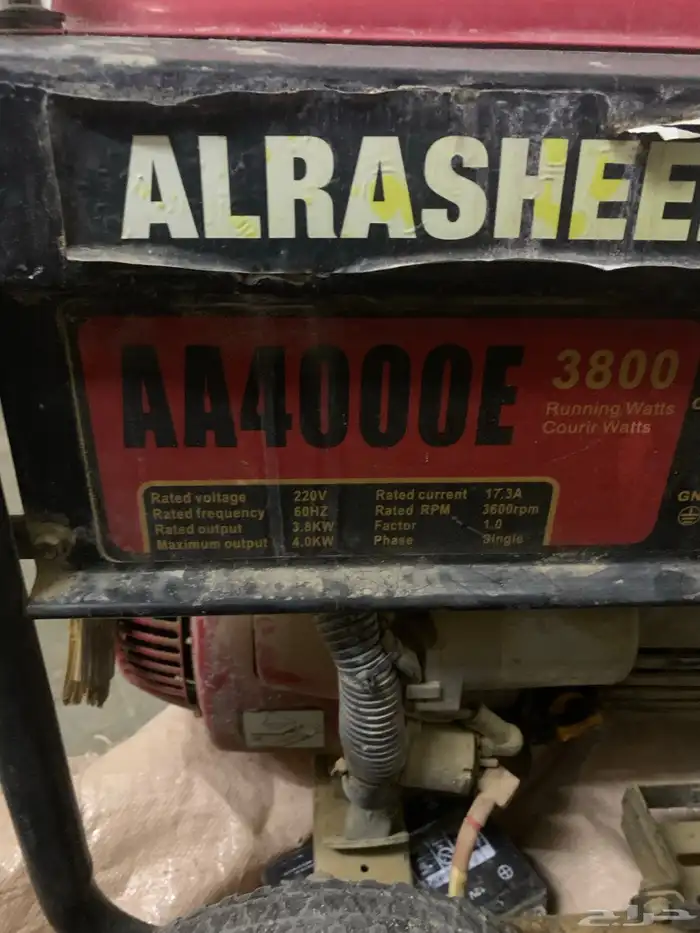 ALRASHEE
AA4000E
3800
Running Watts
Courir Watts
Rated voltage 220V Rated current 17.3A
Rated frequency 60HZ Rated RPM 3600rpm
Rated output 3.8KW Factor 1.0
Maximum output 4.0KW Phase Single
حراج